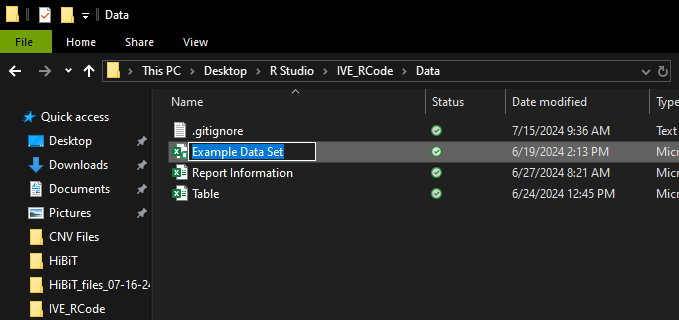 Data
File
This PC > Desktop > R Studio > IVE_RCode > Data
Name Status Date modified Type
Quick access
.gitignore 7/15/2024 9:36 AM Text
Desktop
Example Data Set 6/19/2024 2:13 PM Micr
Downloads
Report Information 6/27/2024 8:21 AM Micr
Documents
Table 6/24/2024 12:45 PM Micr
Pictures
CNV Files
HiBiT
HiBiT_files_07-16-24
IVE_RCode